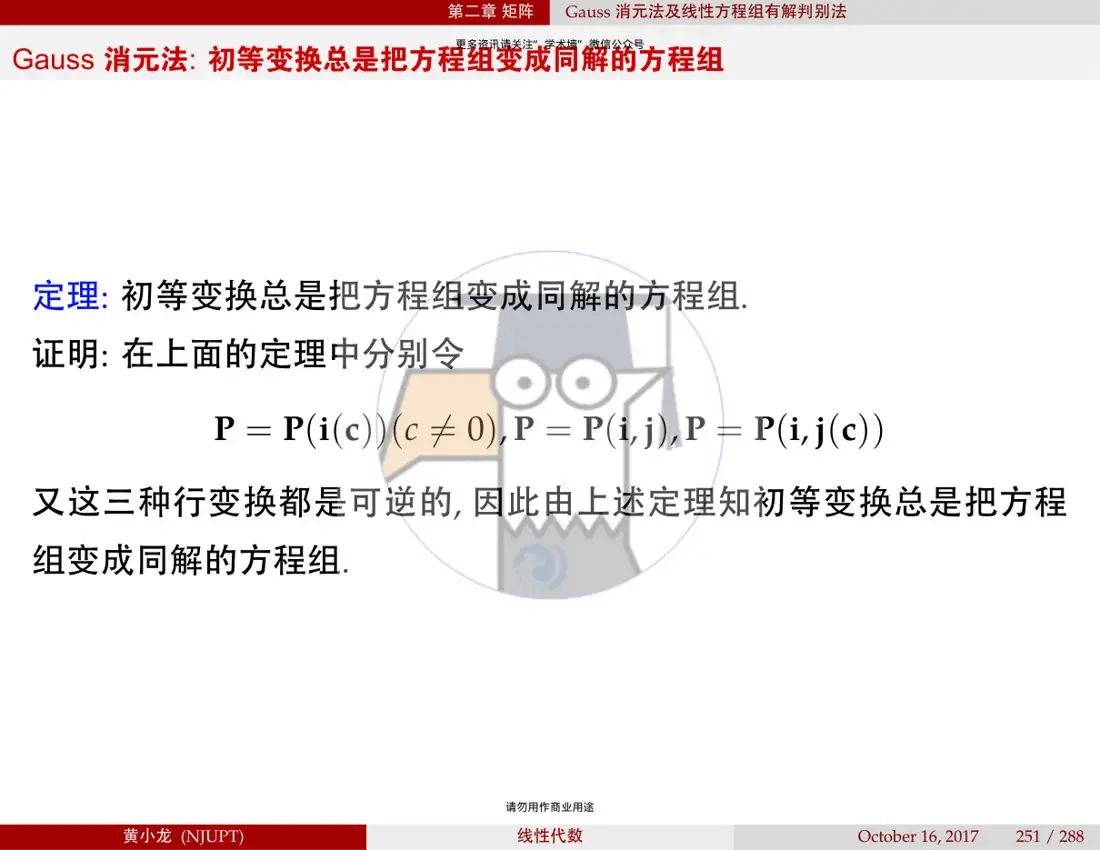 第二章 矩阵 Gauss 消元法及线性方程组有解判别法
更多资讯请关注“学术墙”微信公众号
Gauss 消元法: 初等变换总是把方程组变成同解的方程组
定理: 初等变换总是把方程组变成同解的方程组.
证明: 在上面的定理中分别令
P = P(i(c))(c ≠ 0), P = P(i, j), P = P(i, j(c))
又这三种行变换都是可逆的, 因此由上述定理知初等变换总是把方程
组变成同解的方程组.
请勿用作商业用途
黄小龙 (NJUPT) 线性代数 October 16, 2017 251 / 288